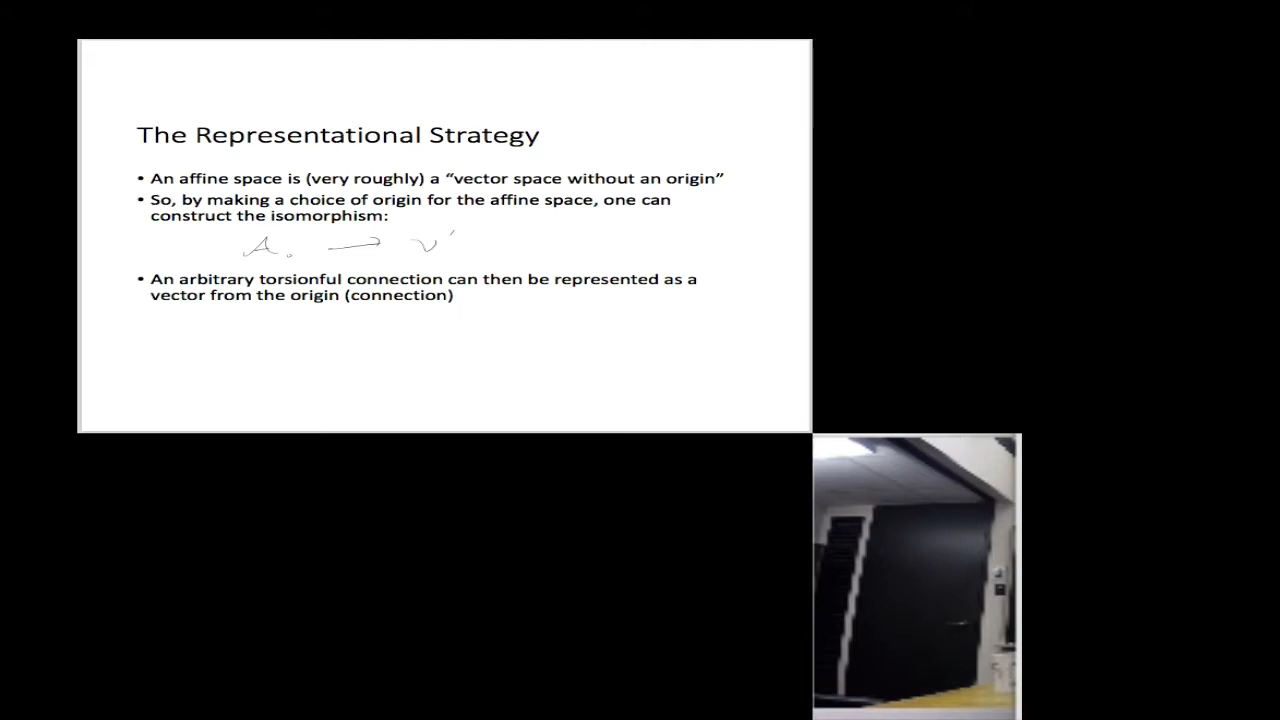 The Representational Strategy
• An affine space is (very roughly) a “vector space without an origin”
• So, by making a choice of origin for the affine space, one can
construct the isomorphism:
A. → V'
• An arbitrary torsionful connection can then be represented as a
vector from the origin (connection)